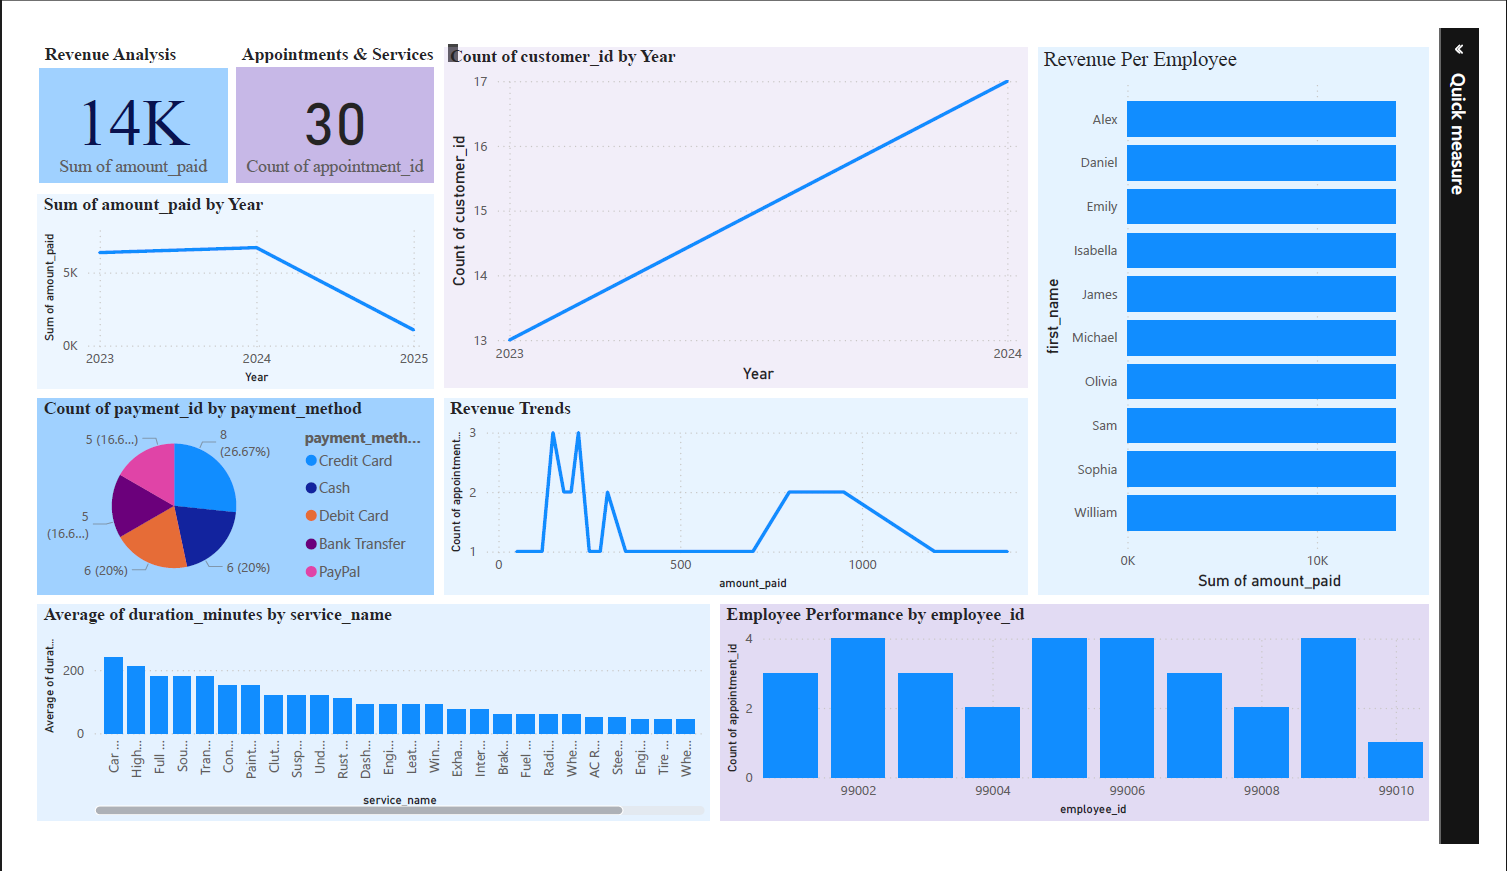 Revenue Analysis
14K
Sum of amount_paid
Appointments & Services
30
Count of appointment_id
Sum of amount_paid by Year
Sum of amount_paid
5K
0K
2023
2024
2025
Year
Count of customer_id by Year
Count of customer_id
17
16
15
14
13
2023
2024
Year
Revenue Per Employee
first_name
Alex
Daniel
Emily
Isabella
James
Michael
Olivia
Sam
Sophia
William
0K
10K
Sum of amount_paid
« Quick measure
Count of payment_id by payment_method
5 (16.6...)
8
(26.67%)
5
(16.6...)
6 (20%)
6 (20%)
payment_meth...
Credit Card
Cash
Debit Card
Bank Transfer
PayPal
Revenue Trends
Count of appointment...
3
2
1
0
500
1000
amount_paid
Average of duration_minutes by service_name
Average of durat...
200
0
Car ...
High...
Full ...
Sou...
Tran...
Con...
Paint...
Clut...
Susp...
Und...
Rust ...
Dash...
Engi...
Leat...
Win...
Exha...
Inter...
Brak...
Fuel ...
Radi...
Whe...
AC R...
Stee...
Engi...
Tire ...
Whe...
service_name
Employee Performance by employee_id
Count of appointment_id
4
2
0
99002
99004
99006
99008
99010
employee_id